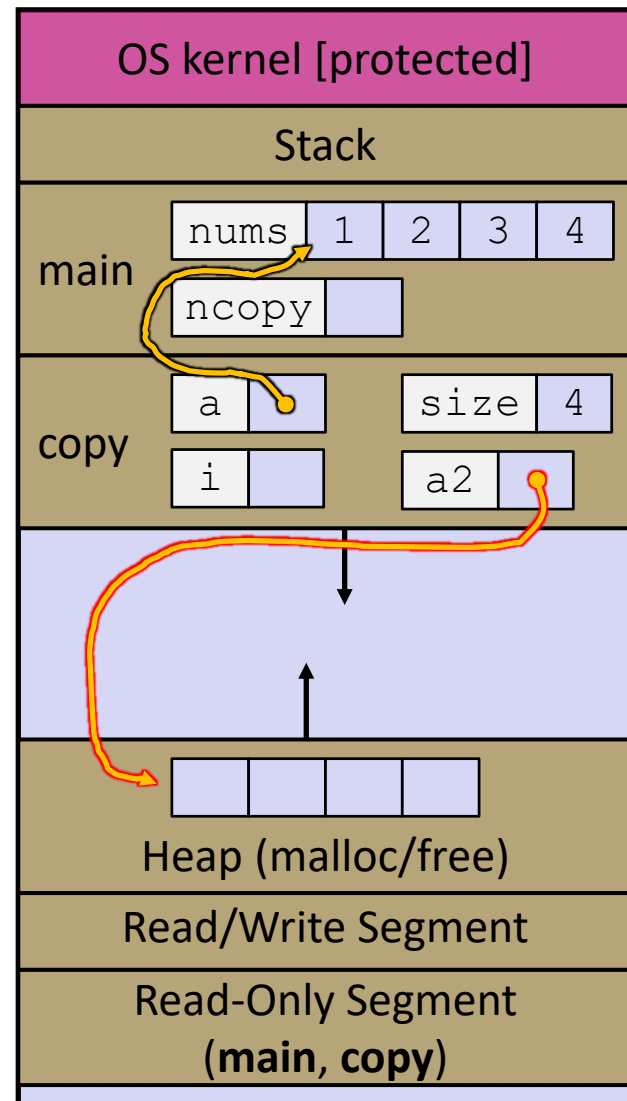 OS kernel [protected]
Stack
main
nums 1 2 3 4
ncopy
copy
a
size 4
i
a2
Heap (malloc/free)
Read/Write Segment
Read-Only Segment
(main, copy)